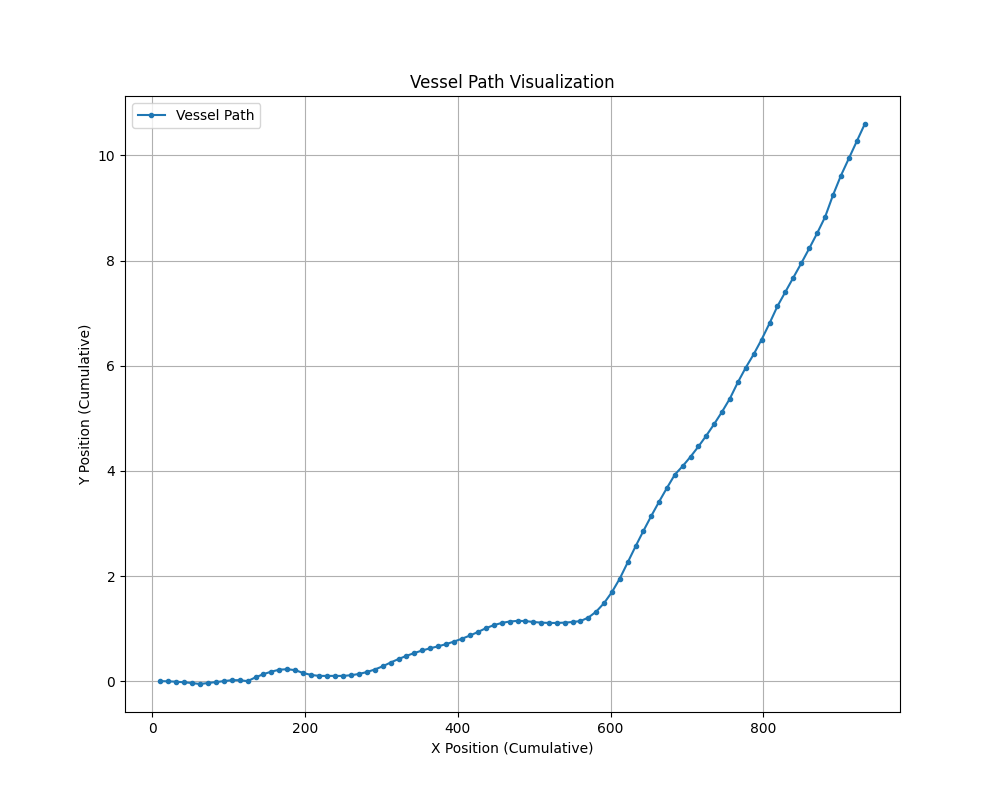 Vessel Path Visualization
Vessel Path
Y Position (Cumulative)
10
8
6
4
2
0
0 200 400 600 800
X Position (Cumulative)